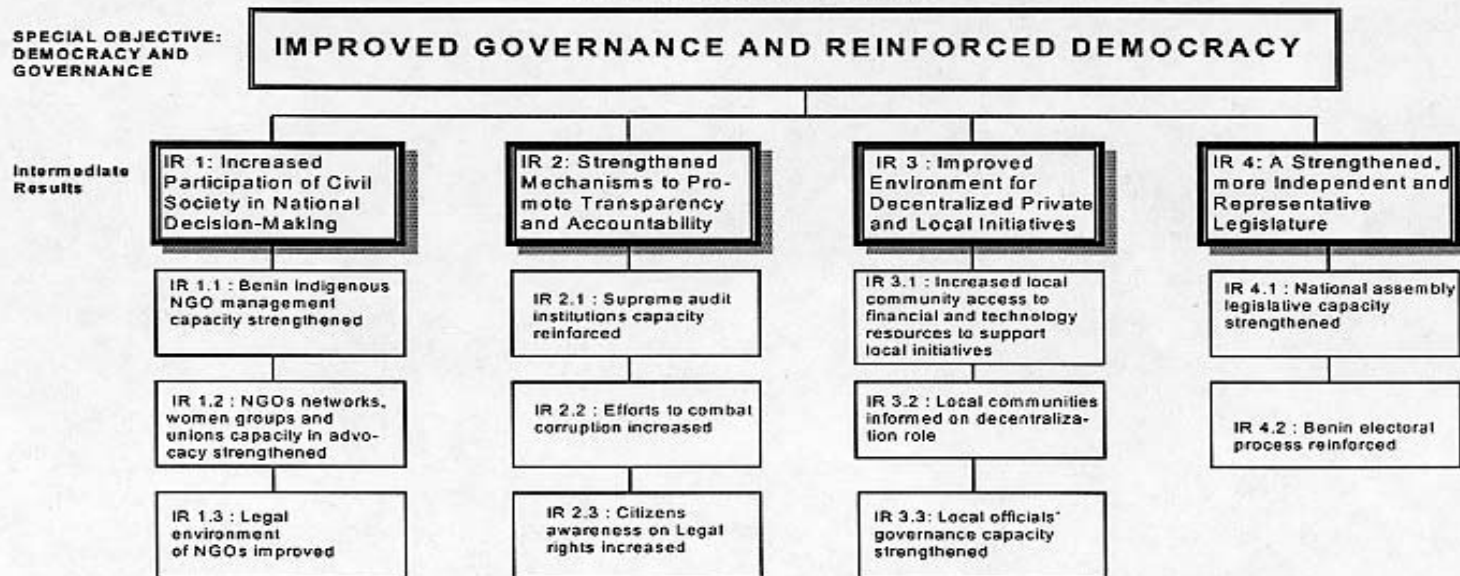 SPECIAL OBJECTIVE:
DEMOCRACY AND
GOVERNANCE
IMPROVED GOVERNANCE AND REINFORCED DEMOCRACY
Intermediate
Results
IR 1: Increased
Participation of Civil
Society in National
Decision-Making
IR 2: Strengthened
Mechanisms to Pro-
mote Transparency
and Accountability
IR 3 : Improved
Environment for
Decentralized Private
and Local Initiatives
IR 4: A Strengthened,
more Independent and
Representative
Legislature
IR 1.1 : Benin Indigenous
NGO management
capacity strengthened
IR 2.1 : Supreme audit
institutions capacity
reinforced
IR 3.1 : Increased local
community access to
financial and technology
resources to support
local initiatives
IR 4.1 : National assembly
legislative capacity
strengthened
IR 1.2 : NGOs networks,
women groups and
unions capacity in advo-
cacy strengthened
IR 2.2 : Efforts to combat
corruption increased
IR 3.2 : Local communities
informed on decentraliza-
tion role
IR 4.2 : Benin electoral
process reinforced
IR 1.3 : Legal
environment
of NGOs improved
IR 2.3 : Citizens
awareness on Legal
rights increased
IR 3.3: Local officials'
governance capacity
strengthened